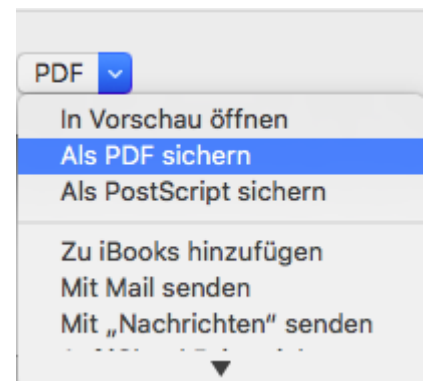 PDF
In Vorschau öffnen
Als PDF sichern
Als PostScript sichern
Zu iBooks hinzufügen
Mit Mail senden
Mit „Nachrichten“ senden